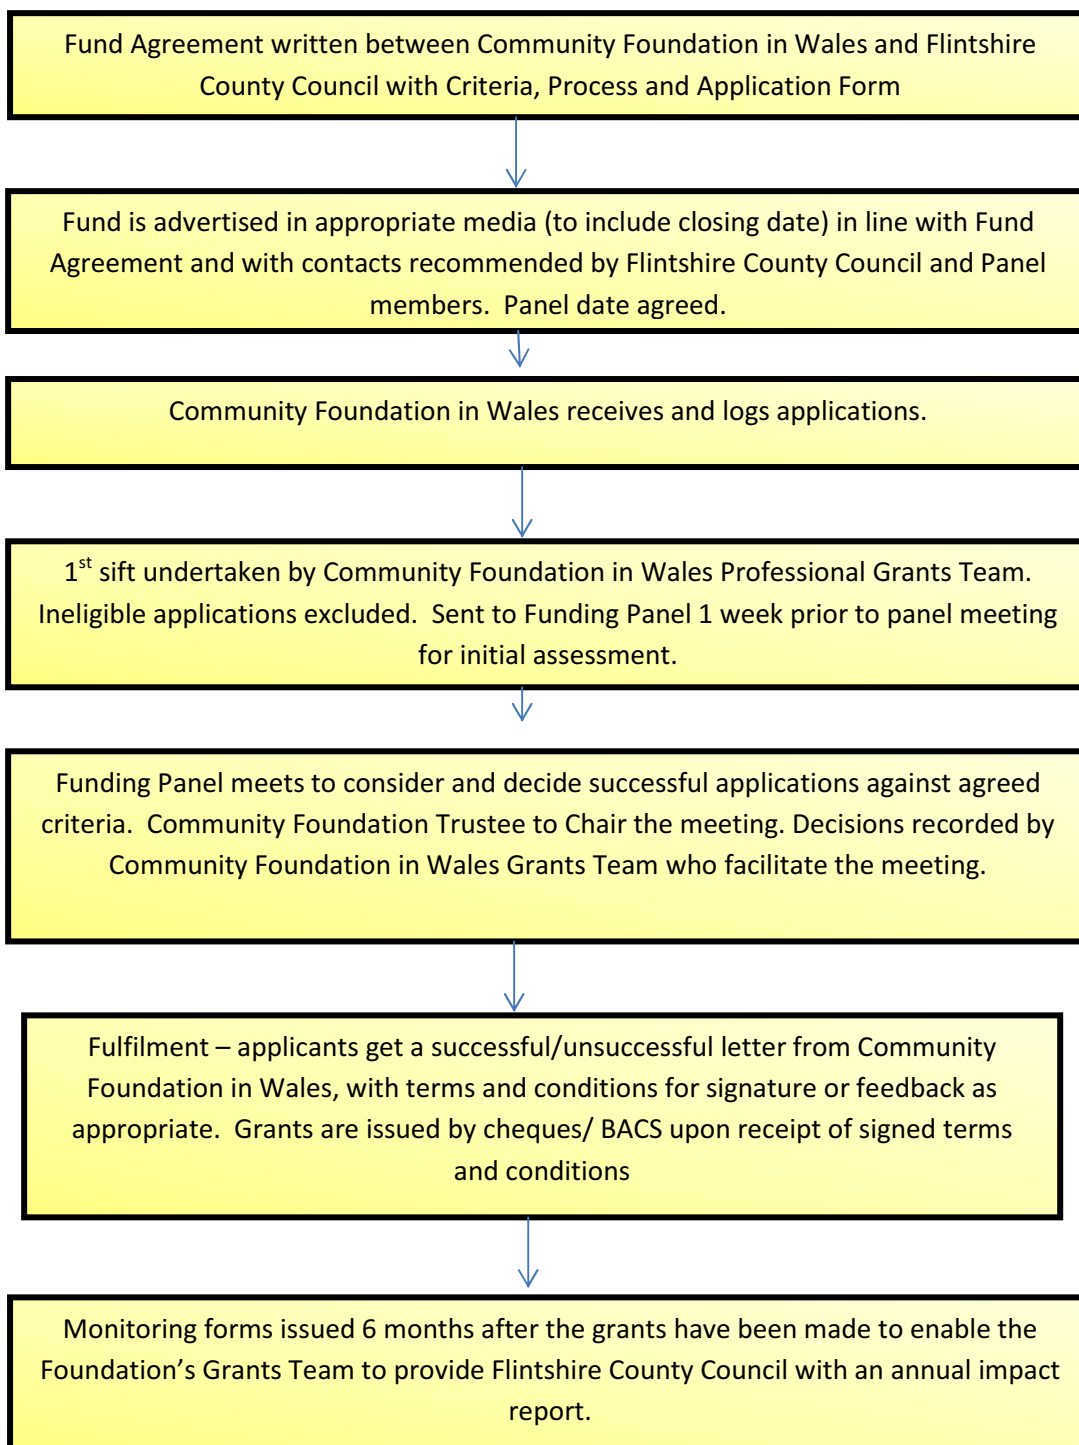 Fund Agreement written between Community Foundation in Wales and Flintshire
County Council with Criteria, Process and Application Form
Fund is advertised in appropriate media (to include closing date) in line with Fund
Agreement and with contacts recommended by Flintshire County Council and Panel
members.  Panel date agreed.
Community Foundation in Wales receives and logs applications.
1st sift undertaken by Community Foundation in Wales Professional Grants Team.
Ineligible applications excluded.  Sent to Funding Panel 1 week prior to panel meeting
for initial assessment.
Funding Panel meets to consider and decide successful applications against agreed
criteria.  Community Foundation Trustee to Chair the meeting. Decisions recorded by
Community Foundation in Wales Grants Team who facilitate the meeting.
Fulfilment – applicants get a successful/unsuccessful letter from Community
Foundation in Wales, with terms and conditions for signature or feedback as
appropriate.  Grants are issued by cheques/ BACS upon receipt of signed terms
and conditions
Monitoring forms issued 6 months after the grants have been made to enable the
Foundation’s Grants Team to provide Flintshire County Council with an annual impact
report.